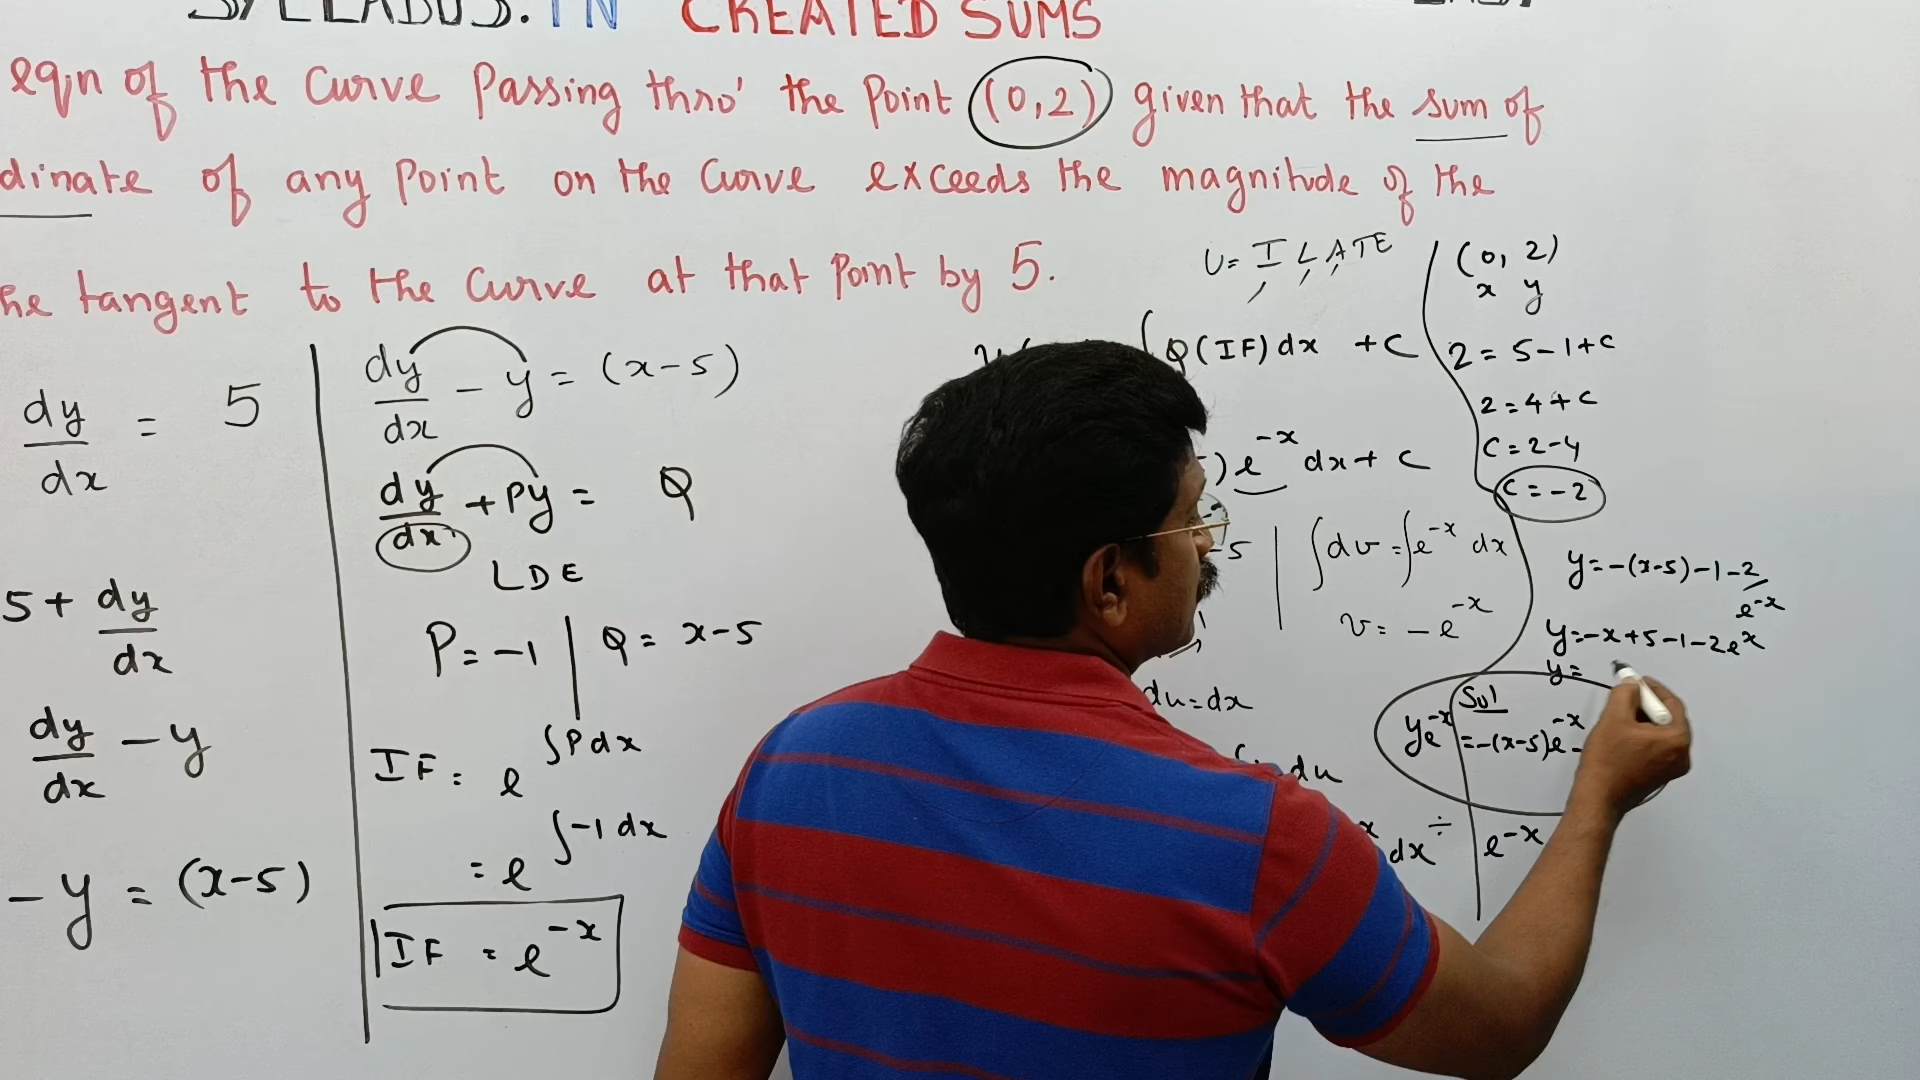 SYLLABUS. IN CREATED SUMS
eqn of the curve passing thro' the point (0,2) given that the sum of
dinate of any point on the curve exceeds the magnitude of the
he tangent to the curve at that point by 5.
dy/dx = 5
5 + dy/dx
dy/dx - y
- y = (x-5)
dy/dx - y = (x-5)
dy/dx + Py = Q
LDE
P = -1 | Q = x-5
IF = e^∫Pdx
= e^∫-1dx
IF = e^-x
U = ILATE
∫Q(IF)dx + C
) e^-x dx + C
-5 | ∫dv = ∫e^-x dx
v = -e^-x
du = dx
du
dx ÷ e^-x
(0, 2)
x y
2 = 5-1+c
2 = 4+c
c = 2-4
c = -2
y = -(x-5)-1-2/e^-x
y = -x+5-1-2e^x
y =
Sol
ye^-x = -(x-5)e^-x -